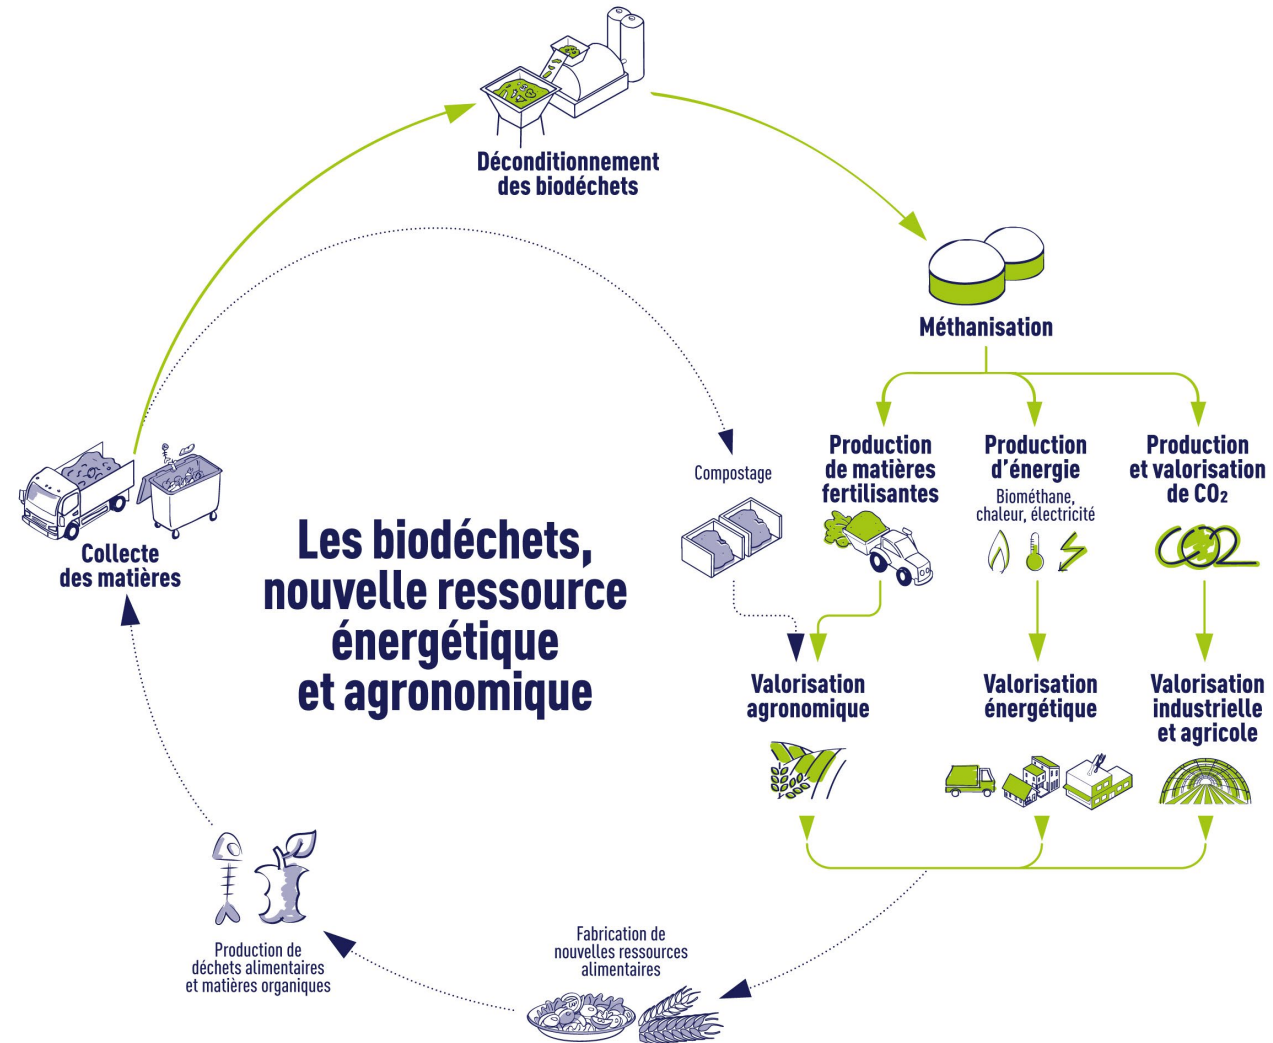 Déconditionnement
des biodéchets
Méthanisation
Production
de matières
fertilisantes
Production
d'énergie
Biométhane,
chaleur, électricité
Production
et valorisation
de CO2
CO2
Compostage
Collecte
des matières
Les biodéchets,
nouvelle ressource
énergétique
et agronomique
Valorisation
agronomique
Valorisation
énergétique
Valorisation
industrielle
et agricole
Production de
déchets alimentaires
et matières organiques
Fabrication de
nouvelles ressources
alimentaires